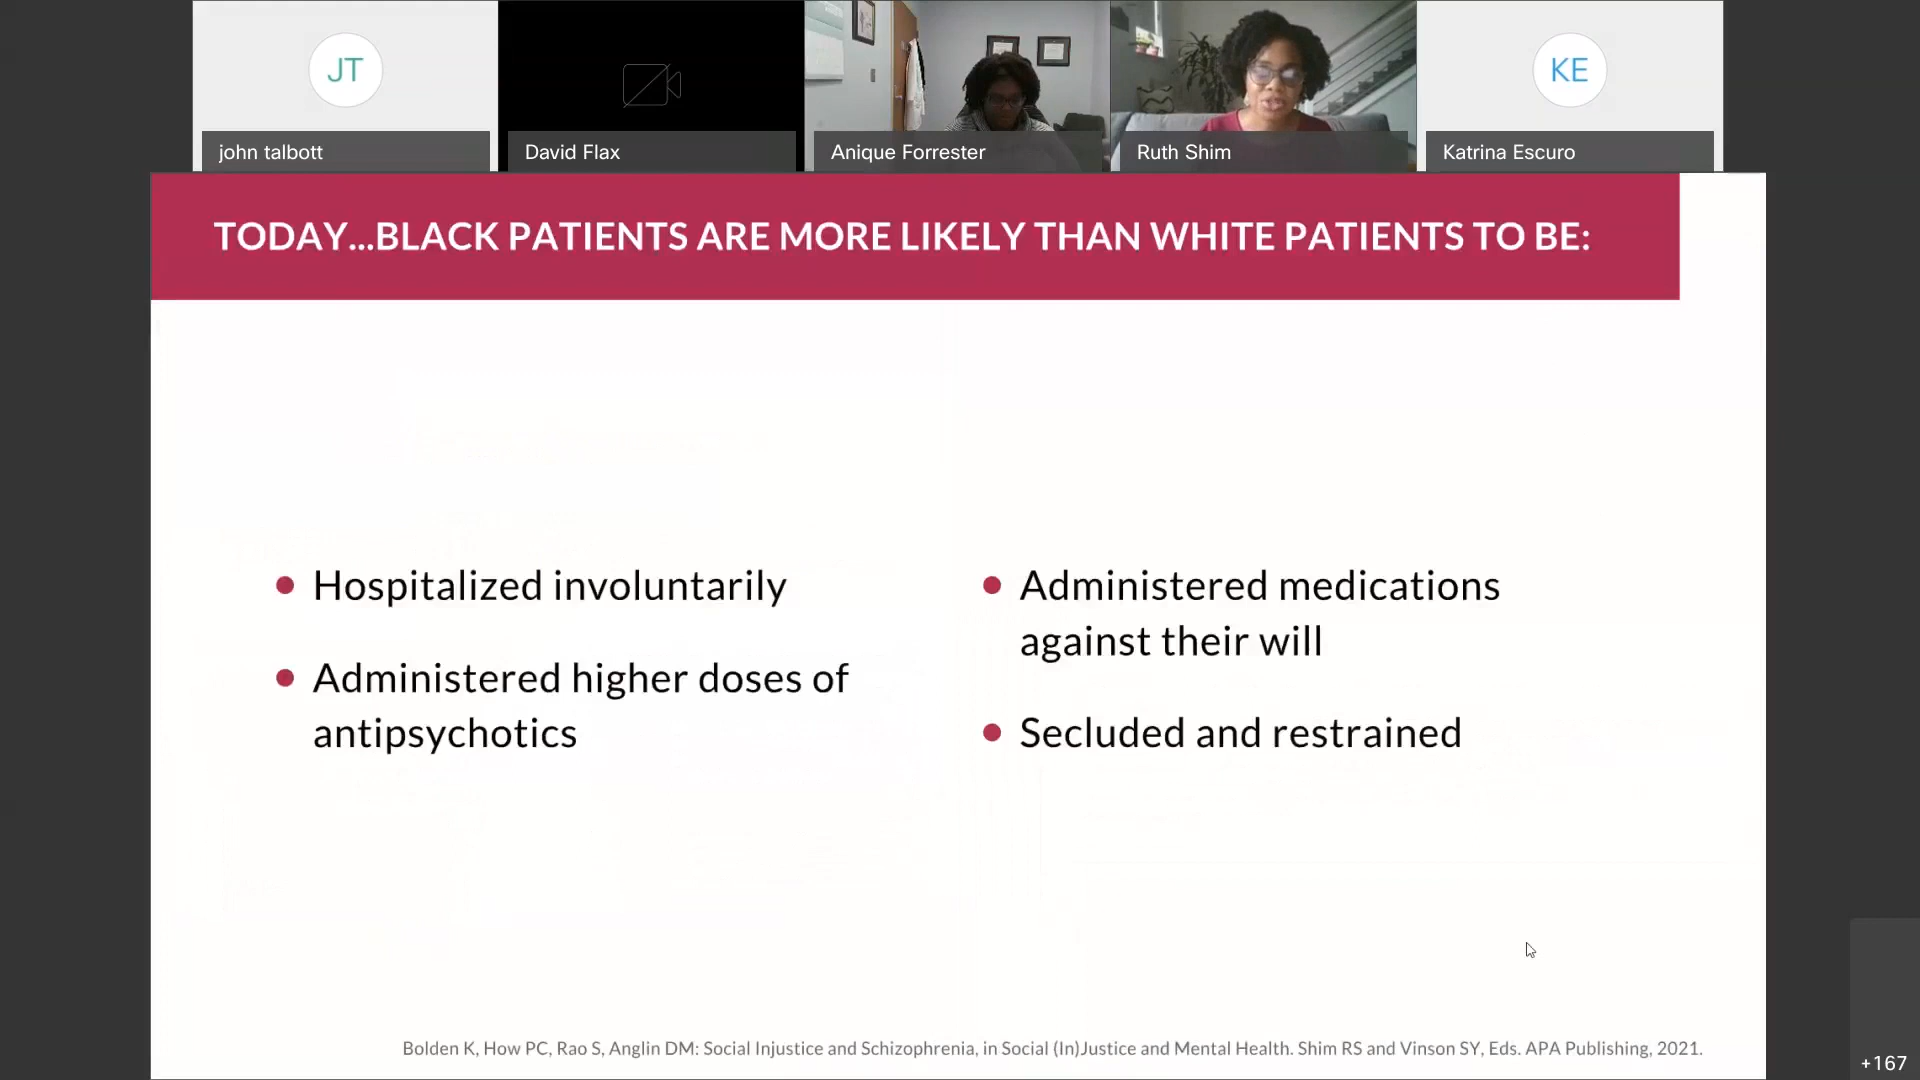 JT
KE
john talbott
David Flax
Anique Forrester
Ruth Shim
Katrina Escuro
TODAY...BLACK PATIENTS ARE MORE LIKELY THAN WHITE PATIENTS TO BE:
Hospitalized involuntarily
Administered higher doses of
antipsychotics
Administered medications
against their will
Secluded and restrained
Bolden K, How PC, Rao S, Anglin DM: Social Injustice and Schizophrenia, in Social (In)Justice and Mental Health. Shim RS and Vinson SY, Eds. APA Publishing, 2021.
+167